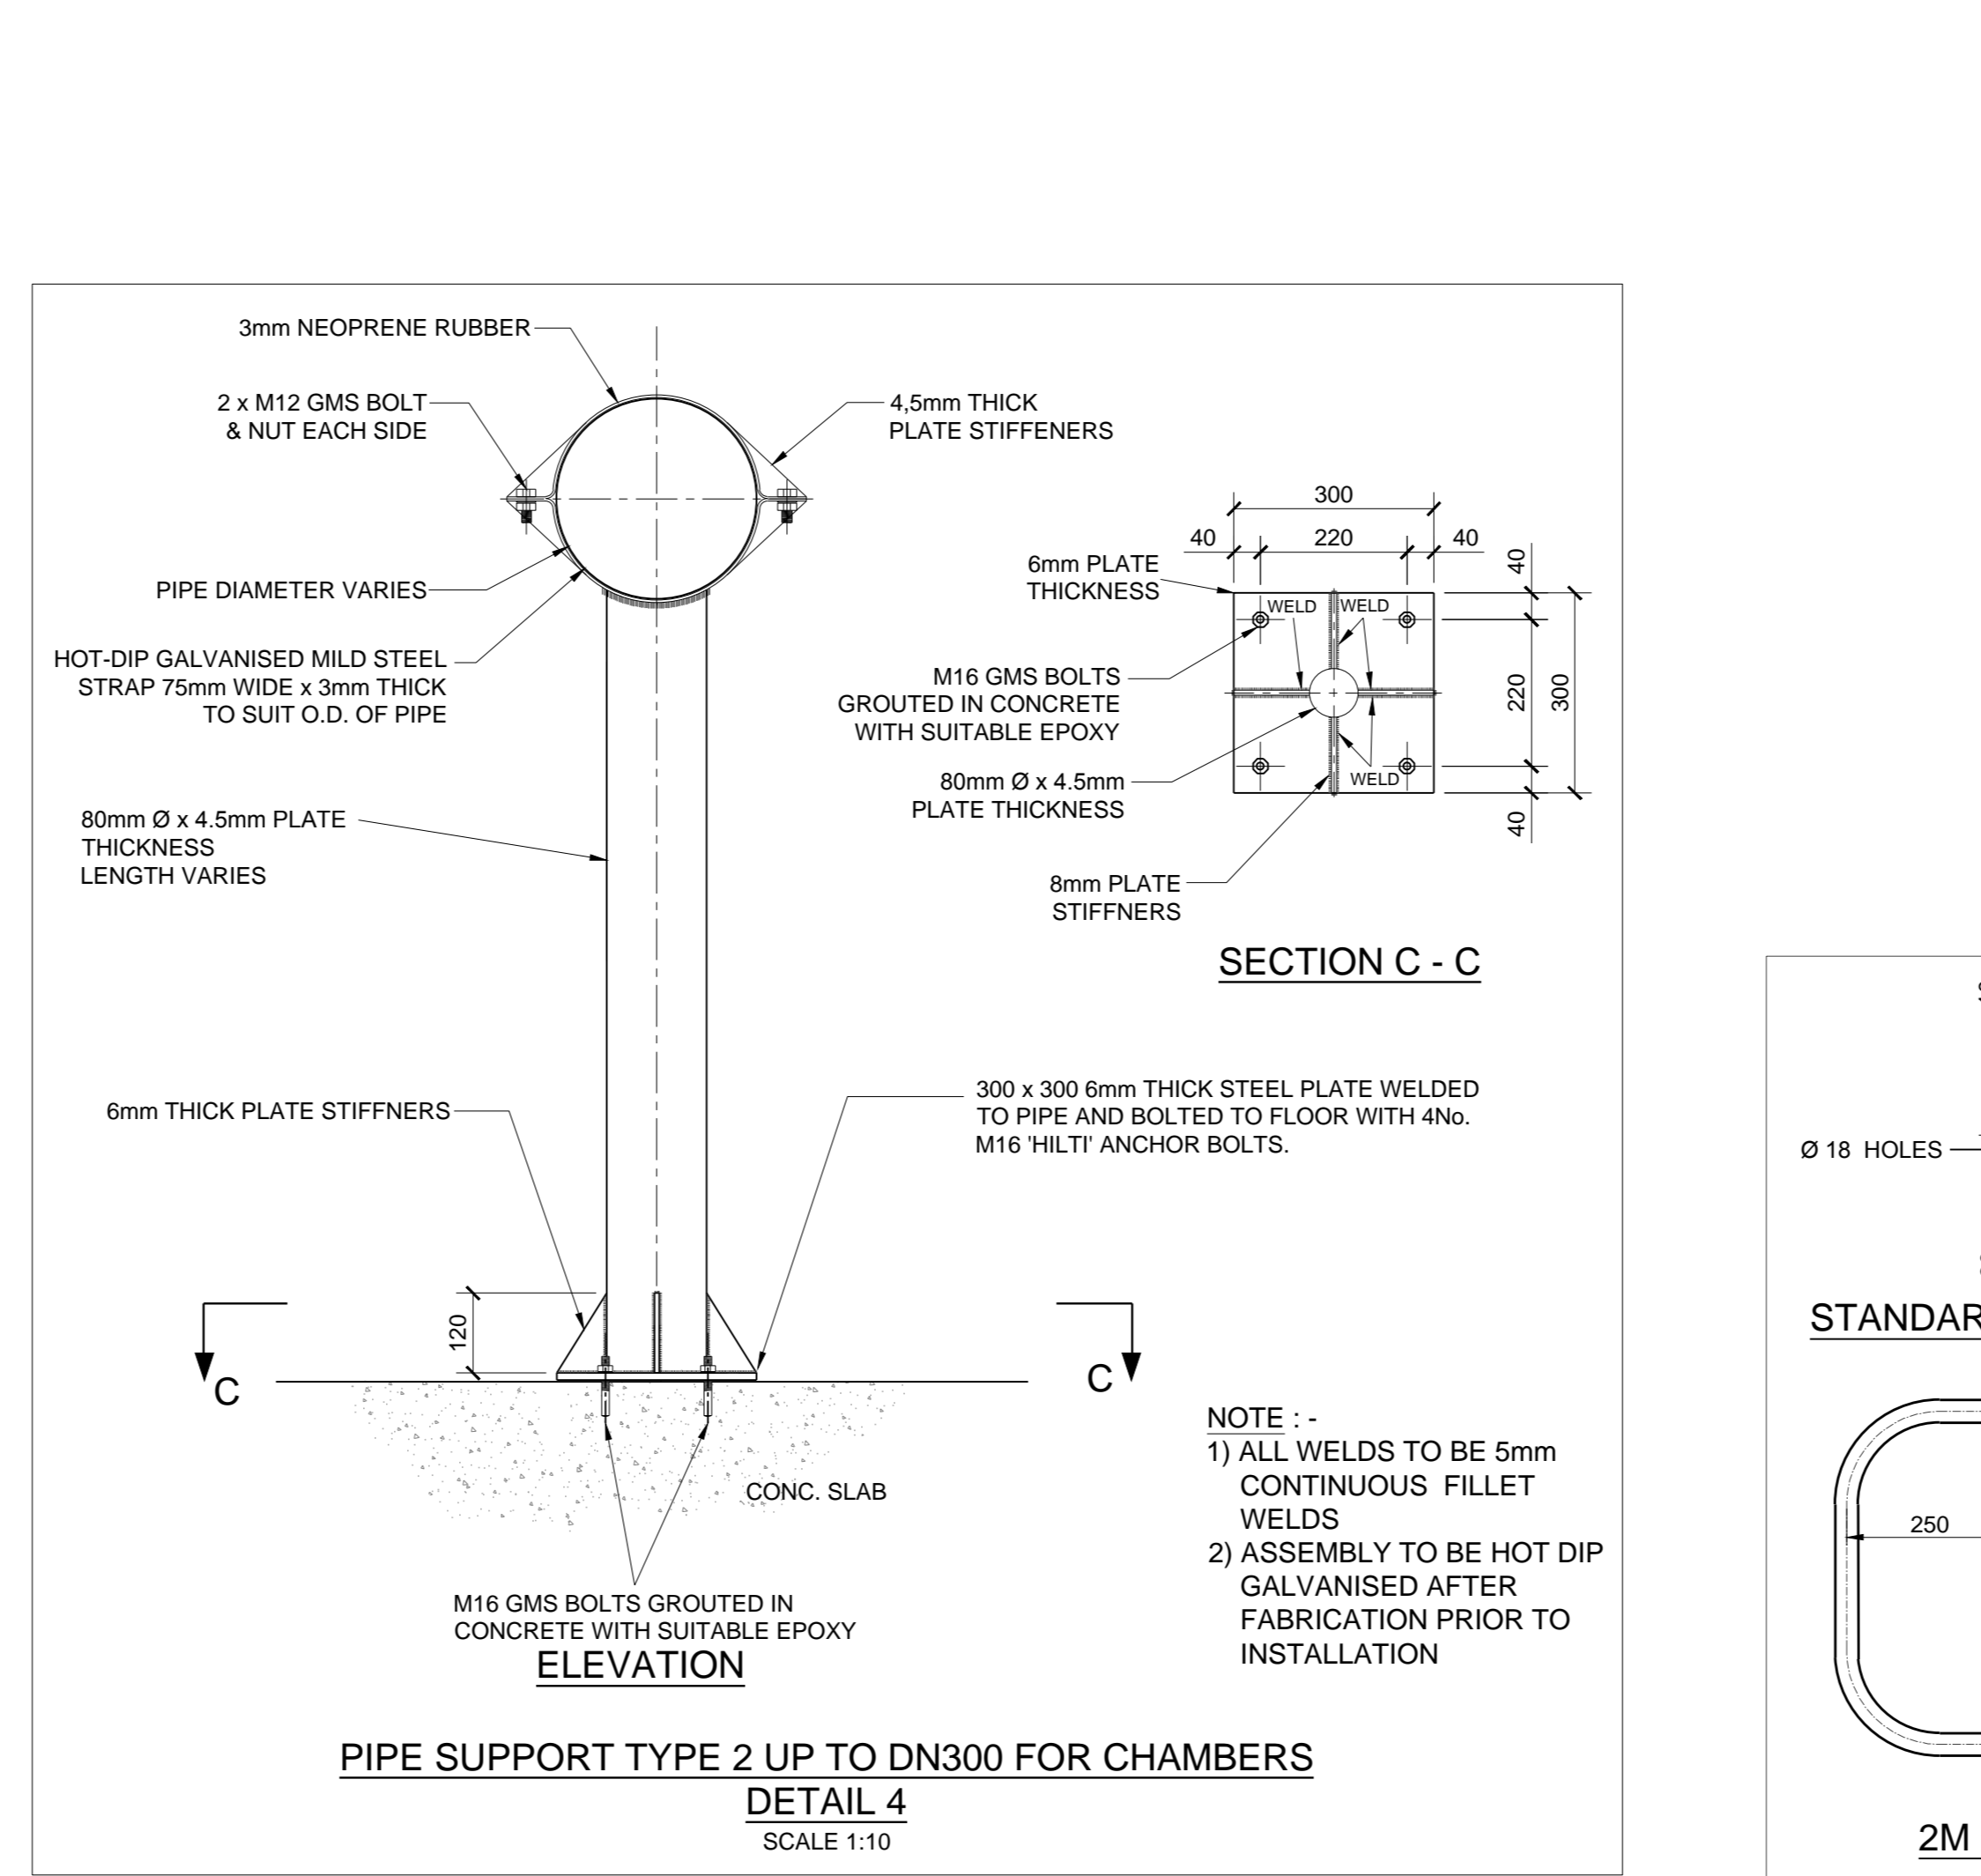 3mm NEOPRENE RUBBER
2 x M12 GMS BOLT
& NUT EACH SIDE
4,5mm THICK
PLATE STIFFENERS
PIPE DIAMETER VARIES
HOT-DIP GALVANISED MILD STEEL
STRAP 75mm WIDE x 3mm THICK
TO SUIT O.D. OF PIPE
80mm Ø x 4.5mm PLATE
THICKNESS
LENGTH VARIES
300
40 220 40
6mm PLATE
THICKNESS
40
WELD WELD
220 300
M16 GMS BOLTS
GROUTED IN CONCRETE
WITH SUITABLE EPOXY
80mm Ø x 4.5mm
PLATE THICKNESS
WELD
40
8mm PLATE
STIFFNERS
SECTION C - C
6mm THICK PLATE STIFFNERS
300 x 300 6mm THICK STEEL PLATE WELDED
TO PIPE AND BOLTED TO FLOOR WITH 4No.
M16 'HILTI' ANCHOR BOLTS.
120
C
C
CONC. SLAB
M16 GMS BOLTS GROUTED IN
CONCRETE WITH SUITABLE EPOXY
ELEVATION
NOTE : -
1) ALL WELDS TO BE 5mm
CONTINUOUS FILLET
WELDS
2) ASSEMBLY TO BE HOT DIP
GALVANISED AFTER
FABRICATION PRIOR TO
INSTALLATION
PIPE SUPPORT TYPE 2 UP TO DN300 FOR CHAMBERS
DETAIL 4
SCALE 1:10
Ø 18 HOLES
STANDAR
250
2M